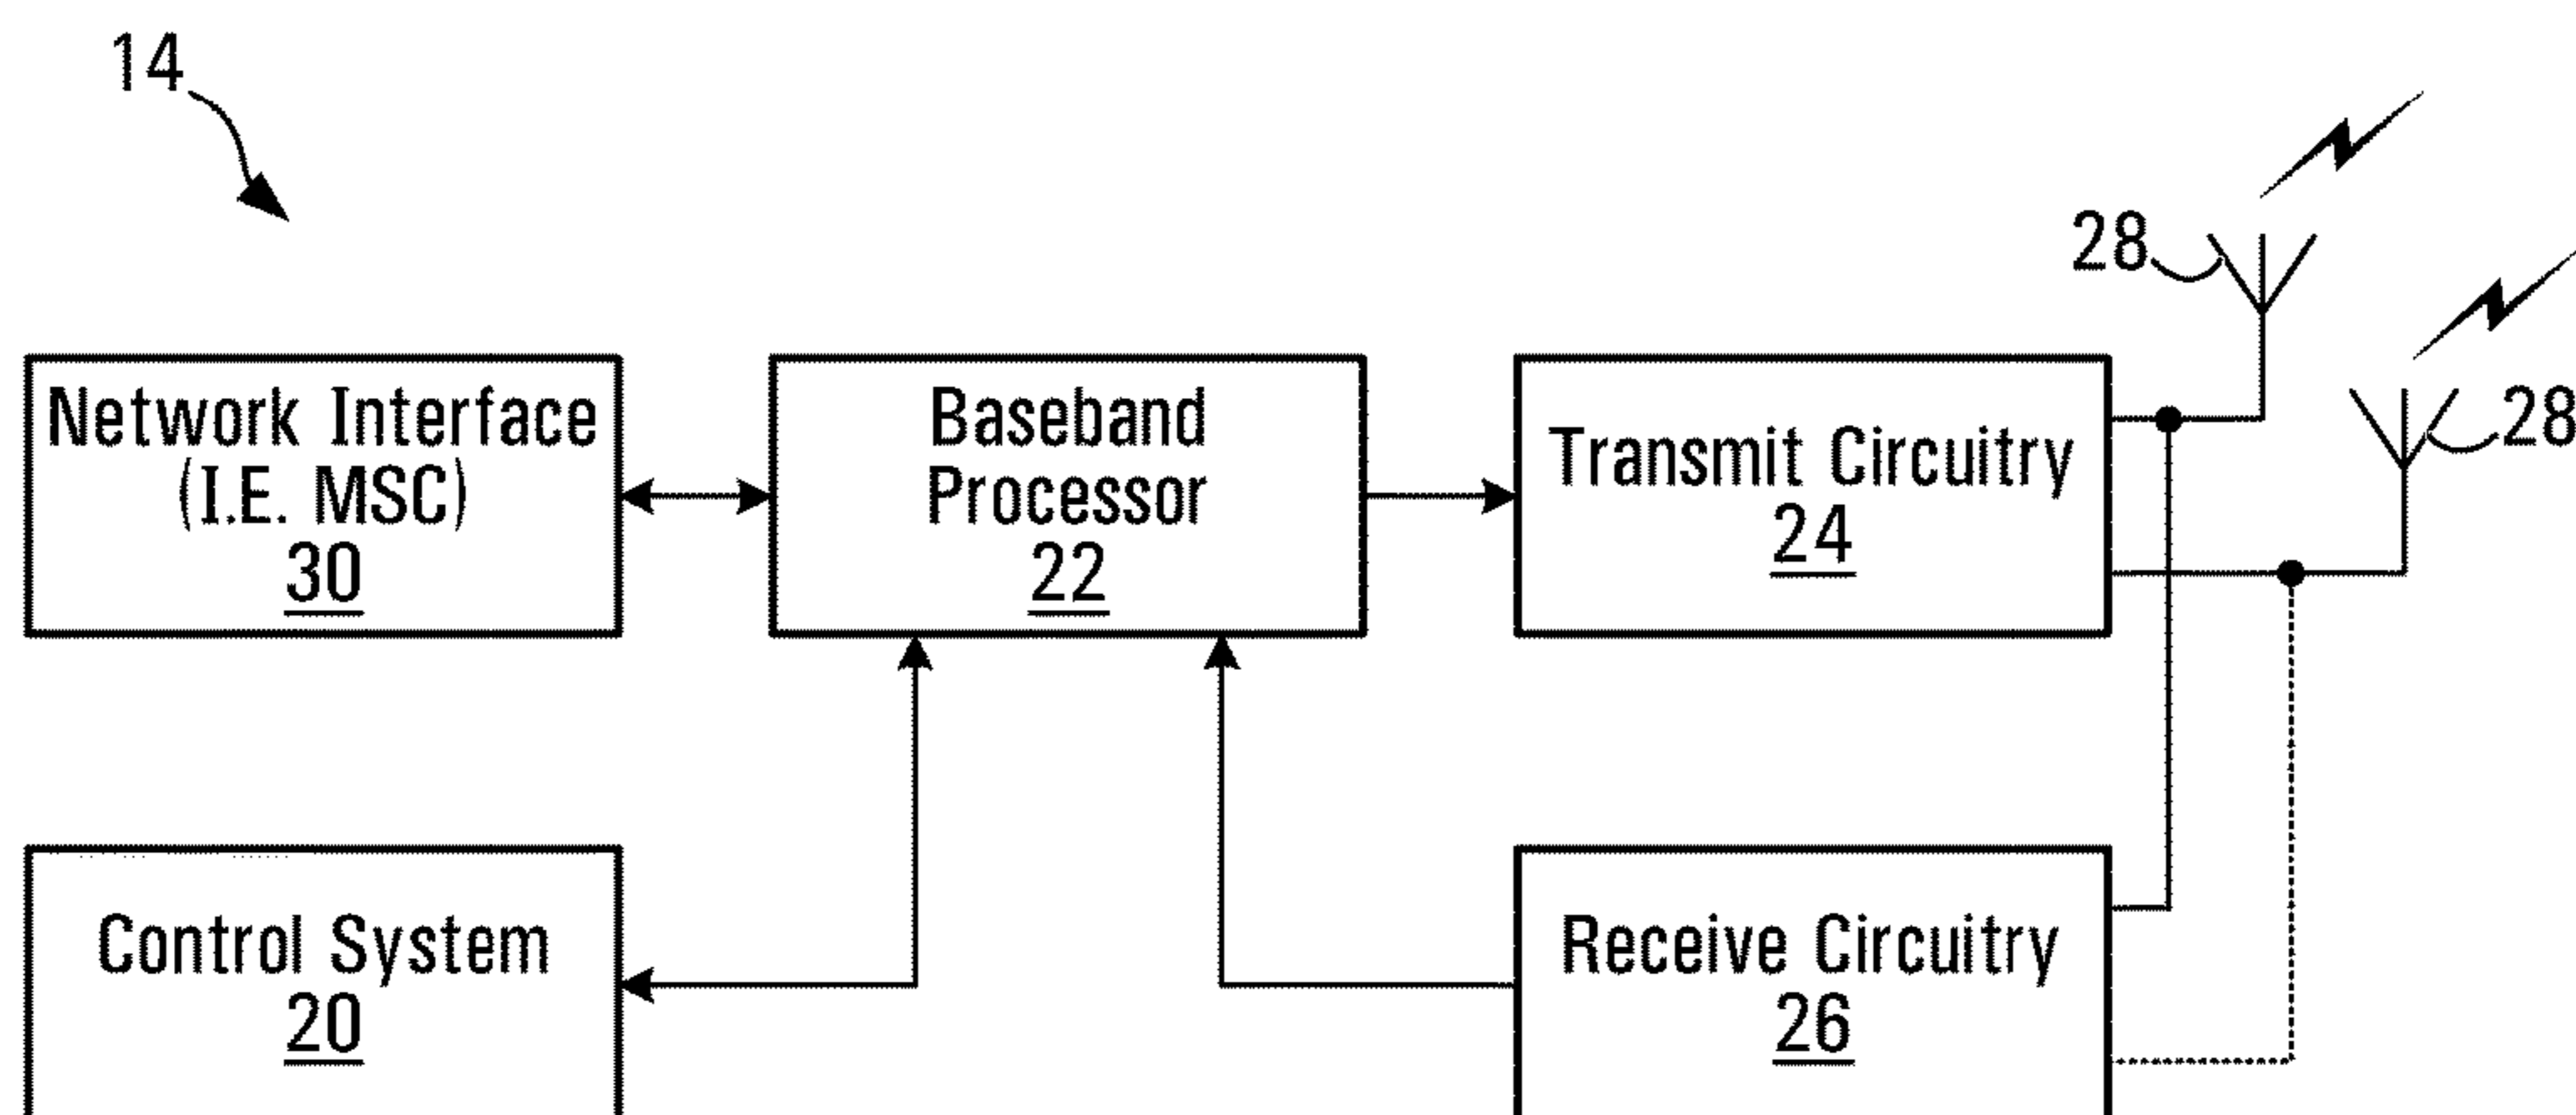 14
28
28
Network Interface
(I.E. MSC)
30
Baseband
Processor
22
Transmit Circuitry
24
Control System
20
Receive Circuitry
26